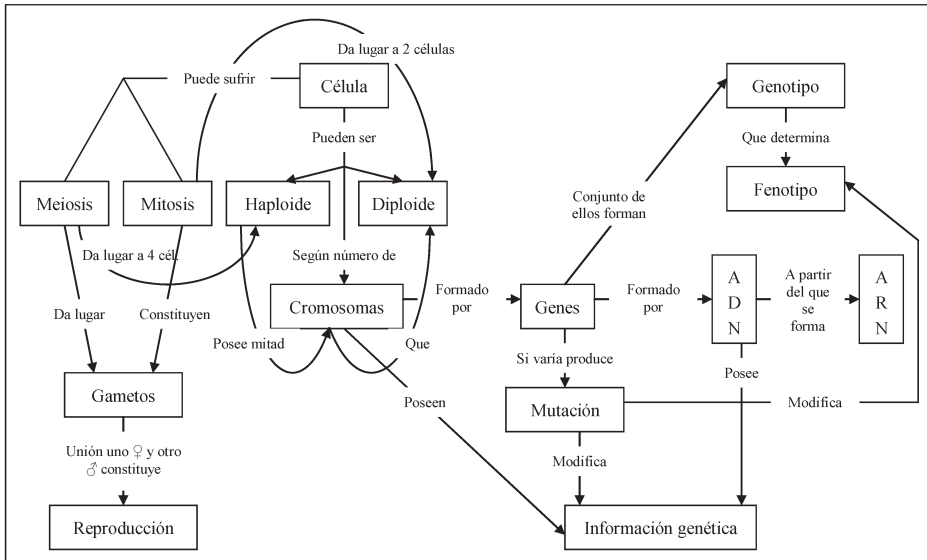 Da lugar a 2 células
Puede sufrir
Célula
Genotipo
Pueden ser
Que determina
Meiosis
Mitosis
Haploide
Diploide
Conjunto de
ellos forman
Fenotipo
Da lugar a 4 cél.
Según número de
Cromosomas
Formado
por
Genes
Formado
por
A
D
N
A partir
del que
se
forma
A
R
N
Da lugar
Constituyen
Posee mitad
Que
Si varía produce
Posee
Gametos
Poseen
Mutación
Modifica
Unión uno ♀ y otro
♂ constituye
Modifica
Reproducción
Información genética